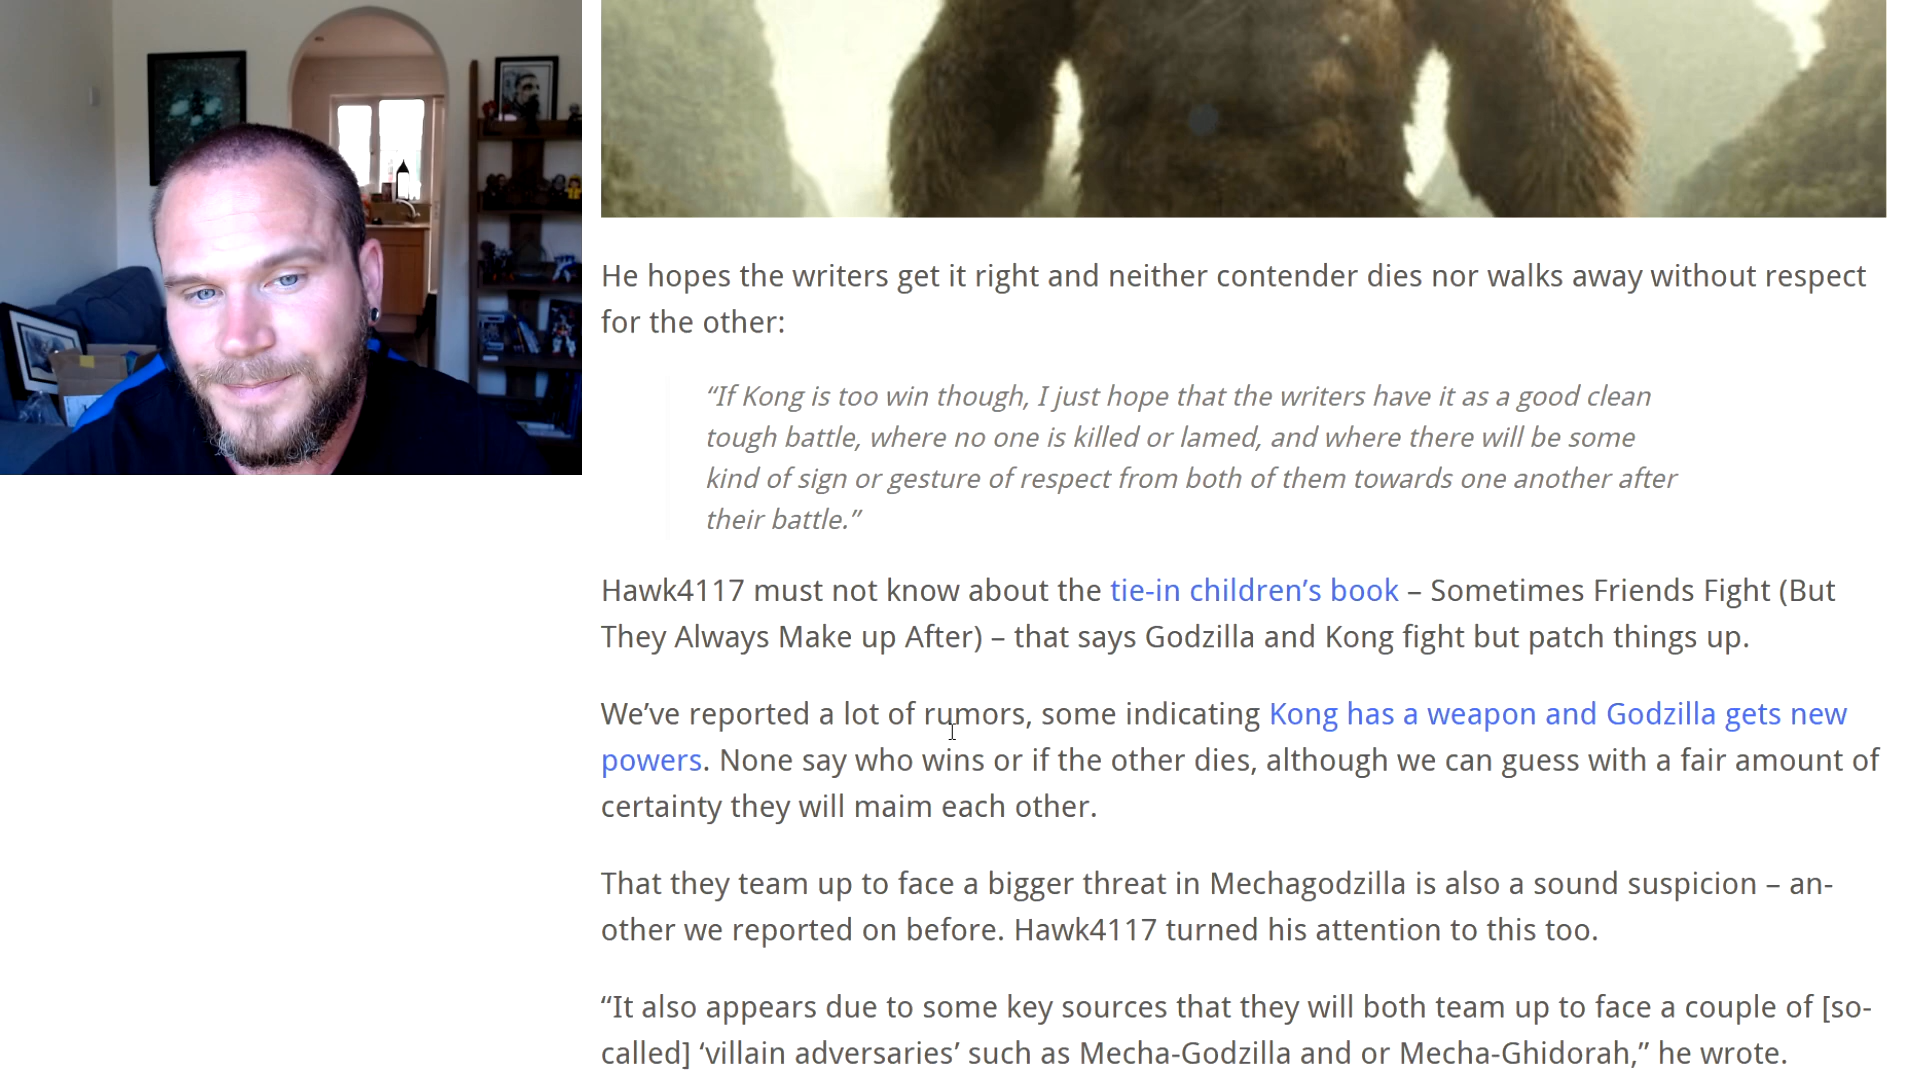 He hopes the writers get it right and neither contender dies nor walks away without respect
for the other:
“If Kong is too win though, I just hope that the writers have it as a good clean
tough battle, where no one is killed or lamed, and where there will be some
kind of sign or gesture of respect from both of them towards one another after
their battle.”
Hawk4117 must not know about the tie-in children’s book – Sometimes Friends Fight (But
They Always Make up After) – that says Godzilla and Kong fight but patch things up.
We’ve reported a lot of rumors, some indicating Kong has a weapon and Godzilla gets new
powers. None say who wins or if the other dies, although we can guess with a fair amount of
certainty they will maim each other.
That they team up to face a bigger threat in Mechagodzilla is also a sound suspicion – an-
other we reported on before. Hawk4117 turned his attention to this too.
“It also appears due to some key sources that they will both team up to face a couple of [so-
called] ‘villain adversaries’ such as Mecha-Godzilla and or Mecha-Ghidorah,” he wrote.